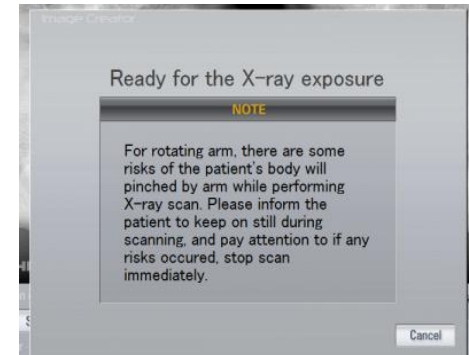 Image Creator
Ready for the X-ray exposure
NOTE
For rotating arm, there are some
risks of the patient's body will
pinched by arm while performing
X-ray scan. Please inform the
patient to keep on still during
scanning, and pay attention to if any
risks occured, stop scan
immediately.
Cancel